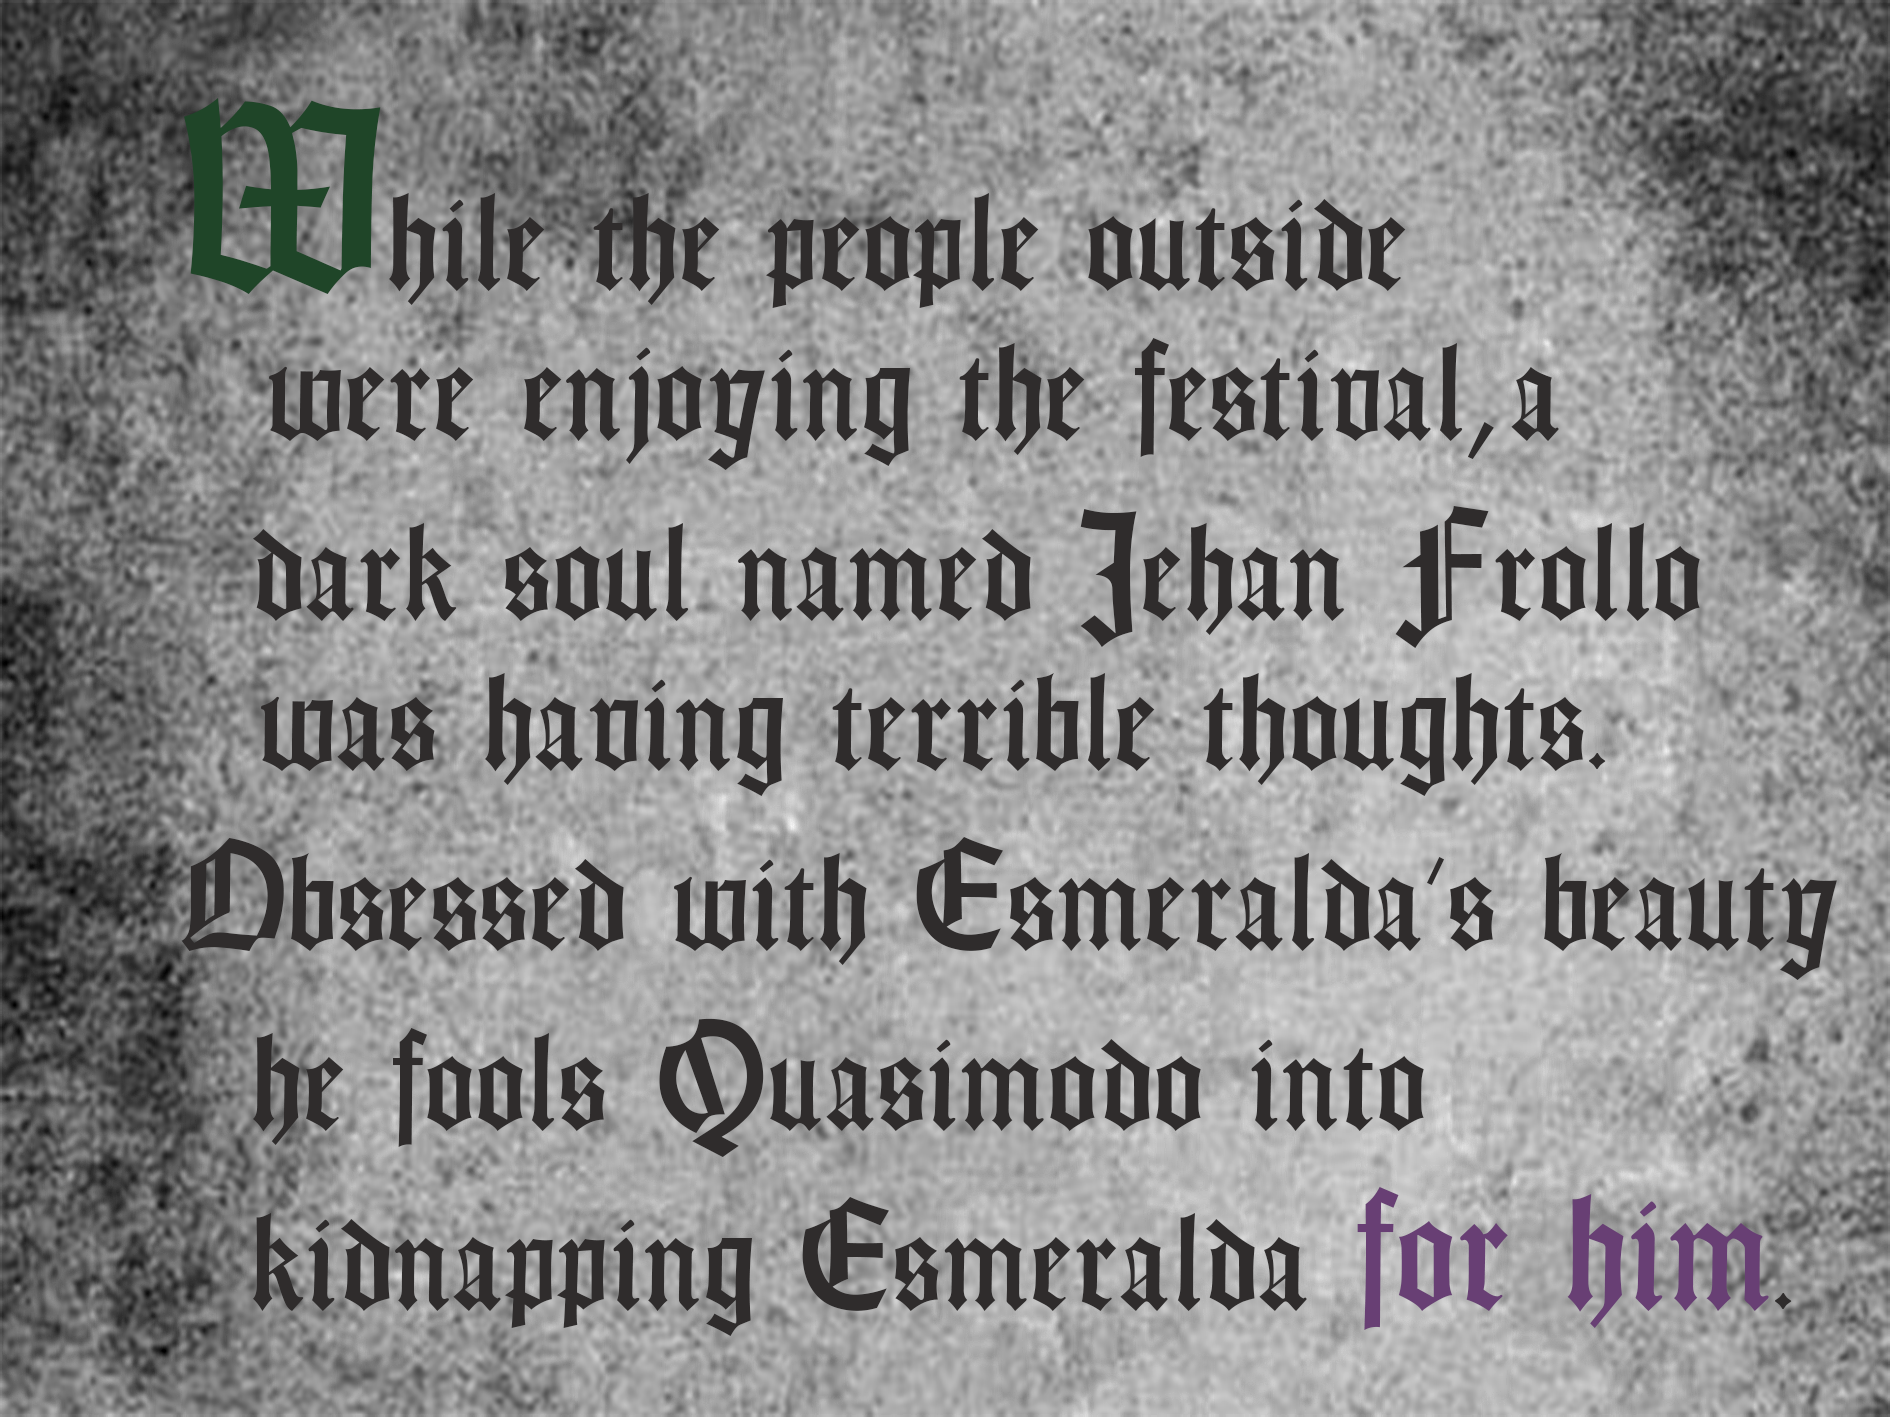 While the people outside
were enjoying the festival,a
dark soul named Jehan Frollo
was having terrible thoughts.
Obsessed with Esmeralda's beauty
he fools Quasimodo into
kidnapping Esmeralda for him.